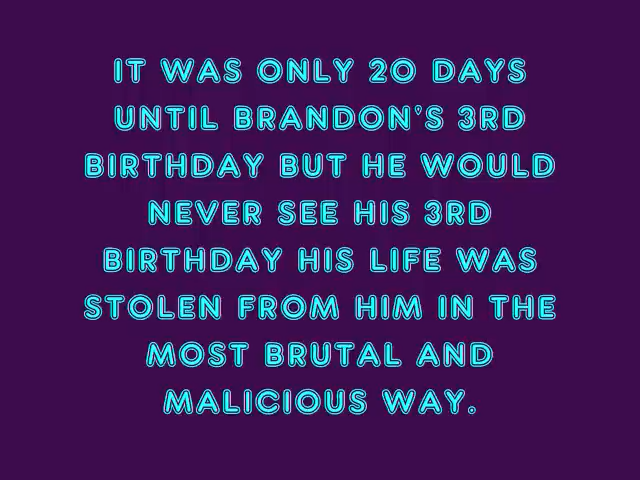 IT WAS ONLY 20 DAYS
UNTIL BRANDON'S 3RD
BIRTHDAY BUT HE WOULD
NEVER SEE HIS 3RD
BIRTHDAY HIS LIFE WAS
STOLEN FROM HIM IN THE
MOST BRUTAL AND
MALICIOUS WAY.